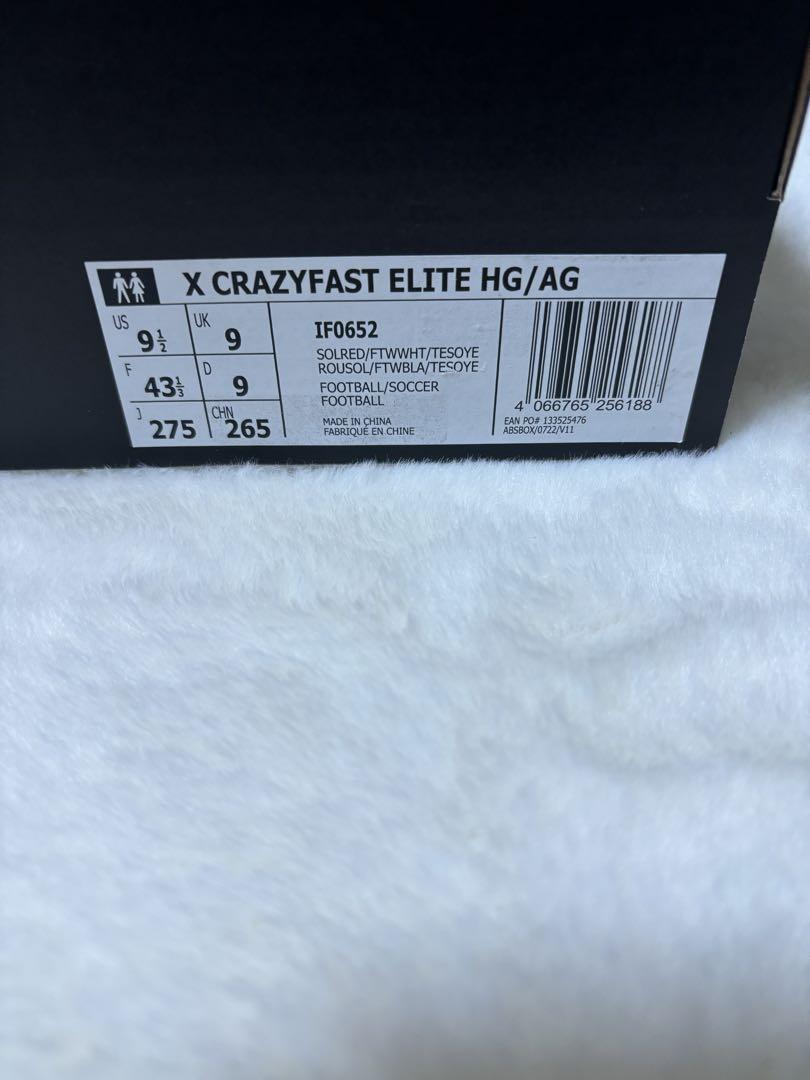 X CRAZYFAST ELITE HG/AG
US 9½ UK 9
F 43⅓ D 9
J 275 CHN 265
IF0652
SOLRED/FTWWHT/TESOYE
ROUSOL/FTWBLA/TESOYE
FOOTBALL/SOCCER
FOOTBALL
MADE IN CHINA
FABRIQUÉ EN CHINE
4 066765 256188
EAN PO# 133525476
ABSBOX/0722/V11